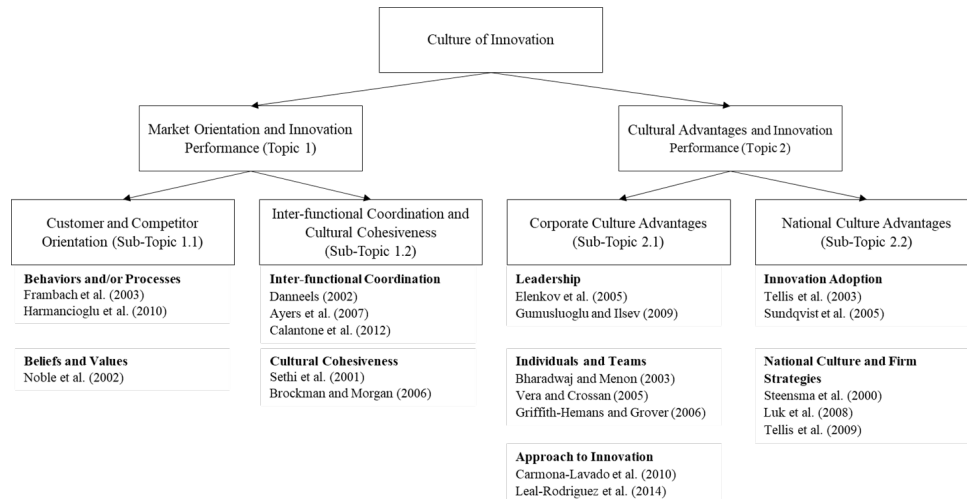 Culture of Innovation
Market Orientation and Innovation
Performance (Topic 1)
Cultural Advantages and Innovation
Performance (Topic 2)
Customer and Competitor
Orientation (Sub-Topic 1.1)
Inter-functional Coordination and
Cultural Cohesiveness
(Sub-Topic 1.2)
Corporate Culture Advantages
(Sub-Topic 2.1)
National Culture Advantages
(Sub-Topic 2.2)
Behaviors and/or Processes
Frambach et al. (2003)
Harmancioglu et al. (2010)
Beliefs and Values
Noble et al. (2002)
Inter-functional Coordination
Danneels (2002)
Ayers et al. (2007)
Calantone et al. (2012)
Cultural Cohesiveness
Sethi et al. (2001)
Brockman and Morgan (2006)
Leadership
Elenkov et al. (2005)
Gumusluoglu and Ilsev (2009)
Individuals and Teams
Bharadwaj and Menon (2003)
Vera and Crossan (2005)
Griffith-Hemans and Grover (2006)
Approach to Innovation
Carmona-Lavado et al. (2010)
Leal-Rodriguez et al. (2014)
Innovation Adoption
Tellis et al. (2003)
Sundqvist et al. (2005)
National Culture and Firm
Strategies
Steensma et al. (2000)
Luk et al. (2008)
Tellis et al. (2009)